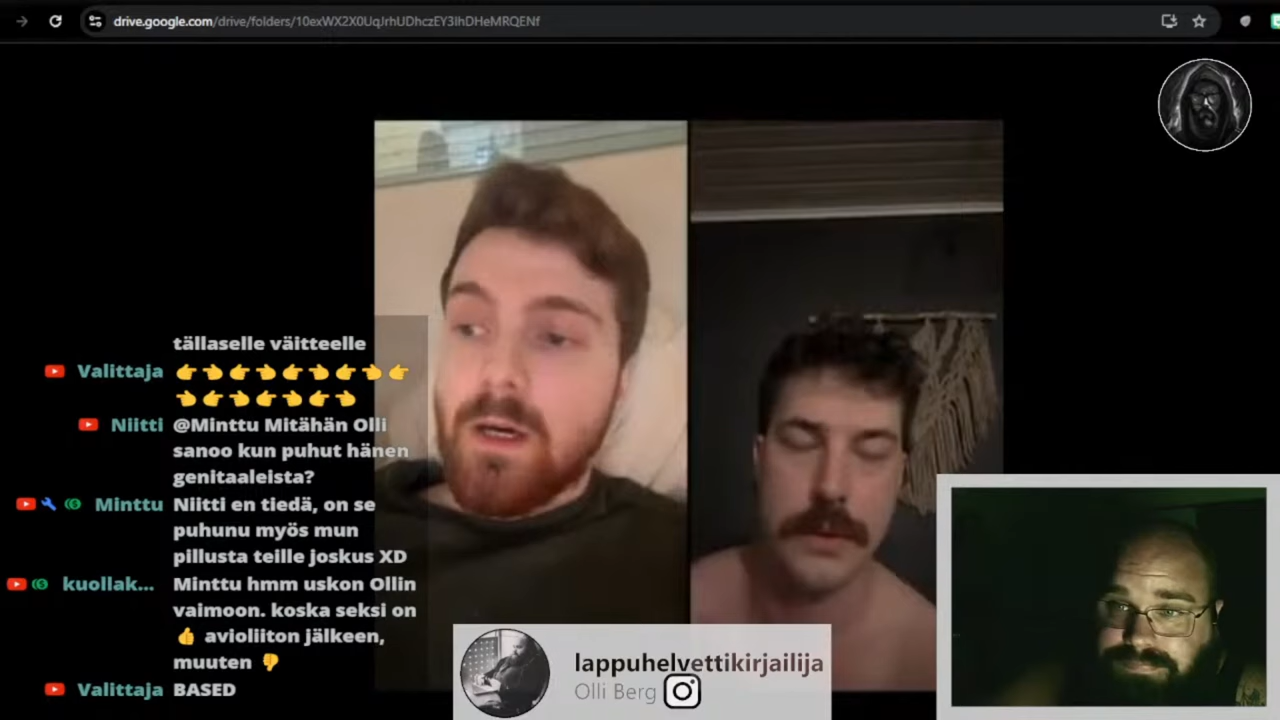 drive.google.com/drive/folders/10exWX2X0UqJrhUDhczEY3IhDHeMRQENf
tällaselle väitteelle
Valittaja 👉👈👉👈👉👈👉👈👉
👈👉👈👉👈👉👈
Niitti @Minttu Mitähän Olli
sanoo kun puhut hänen
genitaaleista?
Minttu Niitti en tiedä, on se
puhunu myös mun
pillusta teille joskus XD
kuollak... Minttu hmm uskon Ollin
vaimoon. koska seksi on
👍 avioliiton jälkeen,
muuten 👎
Valittaja BASED
lappuhelvettikirjailija
Olli Berg